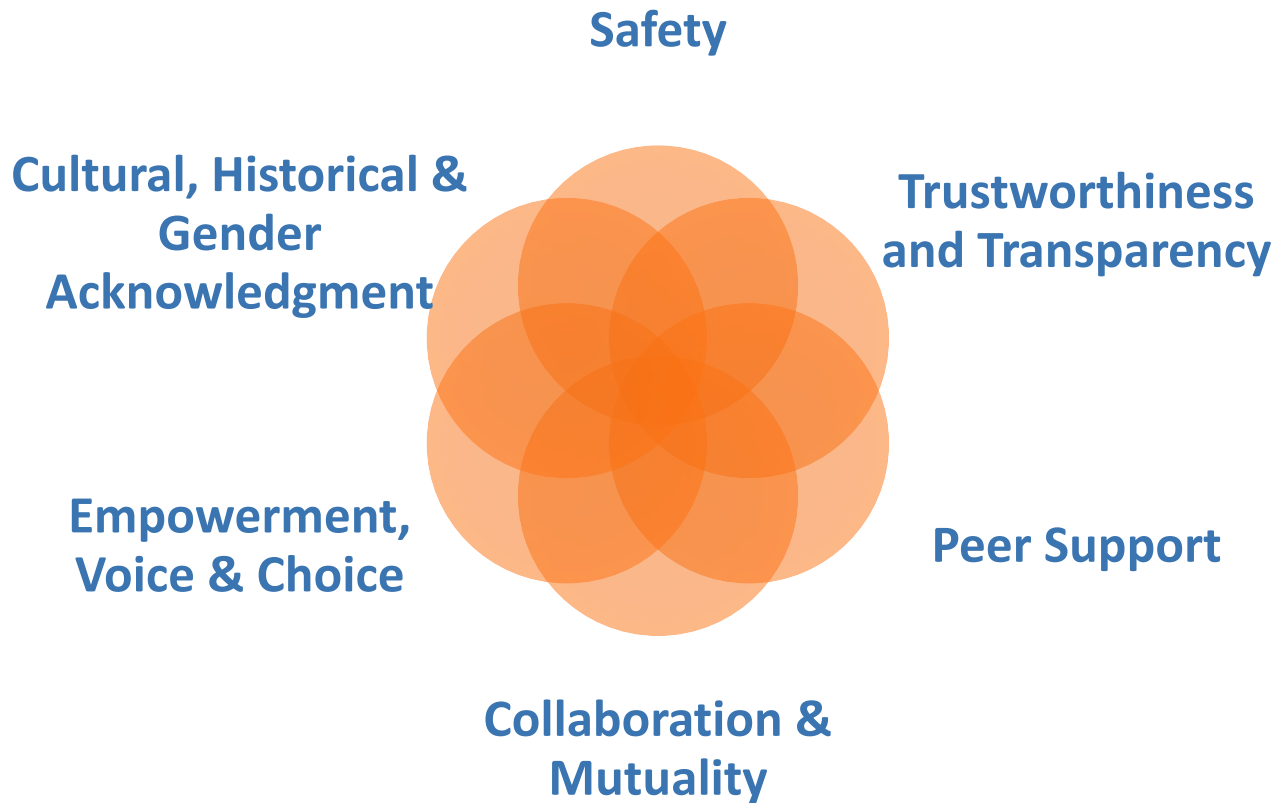 Safety
Cultural, Historical &
Gender
Acknowledgment
Trustworthiness
and Transparency
Empowerment,
Voice & Choice
Peer Support
Collaboration &
Mutuality